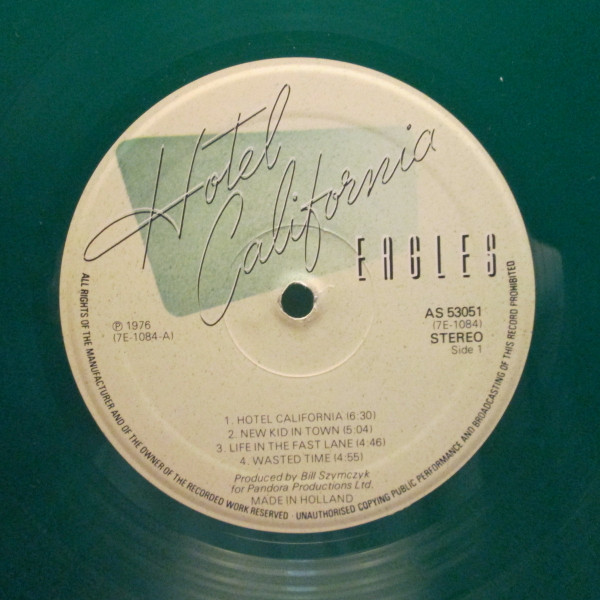 Hotel
California
EAGLES
℗ 1976
(7E-1084-A)
AS 53051
(7E-1084)
STEREO
Side 1
1. HOTEL CALIFORNIA (6:30)
2. NEW KID IN TOWN (5:04)
3. LIFE IN THE FAST LANE (4:46)
4. WASTED TIME (4:55)
Produced by Bill Szymczyk
for Pandora Productions Ltd.
MADE IN HOLLAND
ALL RIGHTS OF THE MANUFACTURER AND OF THE OWNER OF THE RECORDED WORK RESERVED · UNAUTHORISED COPYING PUBLIC PERFORMANCE AND BROADCASTING OF THIS RECORD PROHIBITED